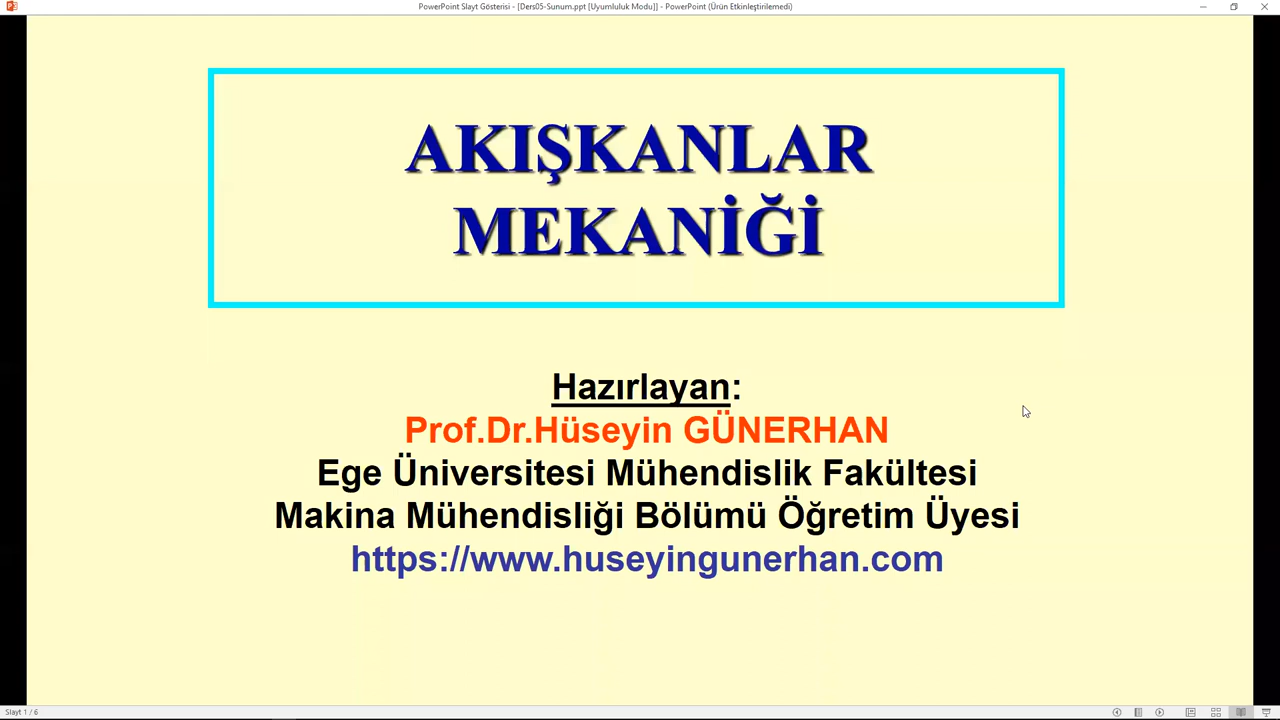 PowerPoint Slayt Gösterisi - [Ders05-Sunum.ppt [Uyumluluk Modu]] - PowerPoint (Ürün Etkinleştirilemedi)
AKIŞKANLAR
MEKANİĞİ
Hazırlayan:
Prof.Dr.Hüseyin GÜNERHAN
Ege Üniversitesi Mühendislik Fakültesi
Makina Mühendisliği Bölümü Öğretim Üyesi
https://www.huseyingunerhan.com
Slayt 1 / 6